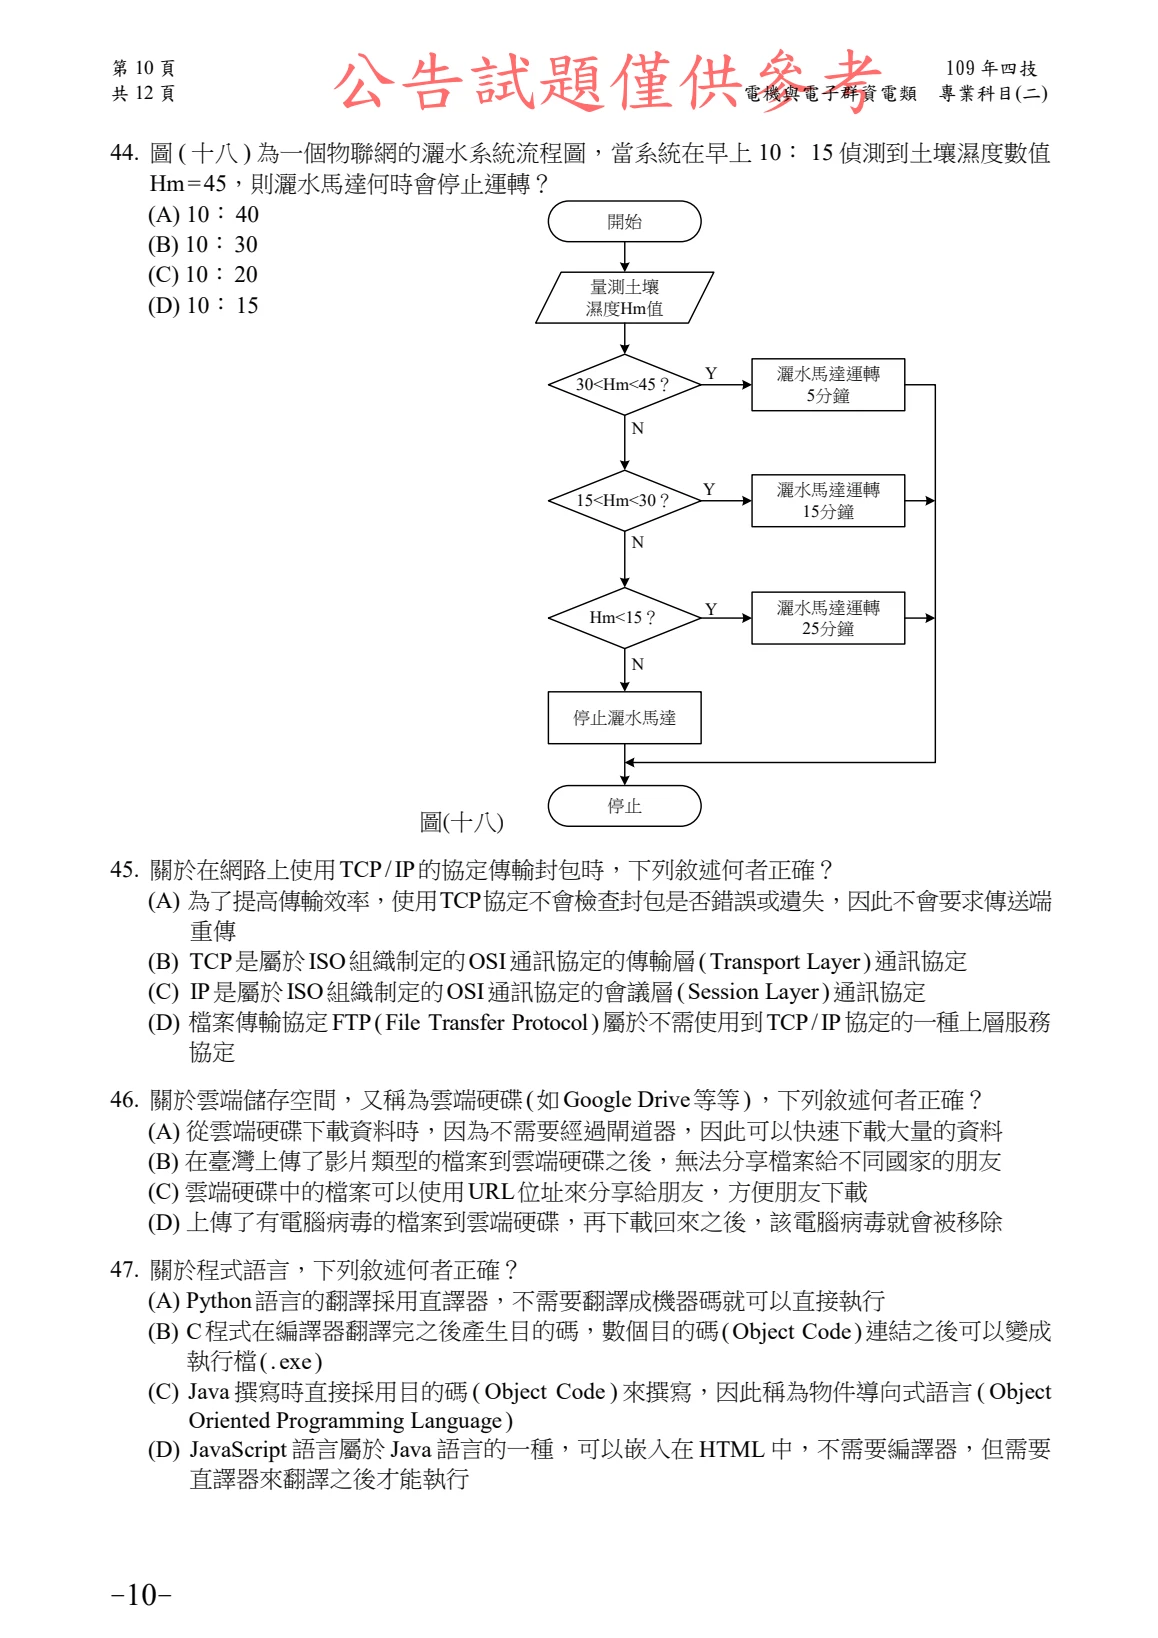 第 10 頁
共 12 頁
公告試題僅供參考
109 年四技
電機與電子群資電類 專業科目(二)
44. 圖 ( 十八 ) 為一個物聯網的灑水系統流程圖，當系統在早上 10： 15 偵測到土壤濕度數值
Hm=45，則灑水馬達何時會停止運轉？
(A) 10： 40
(B) 10： 30
(C) 10： 20
(D) 10： 15
開始
量測土壤
濕度Hm值
30<Hm<45？
Y
灑水馬達運轉
5分鐘
N
15<Hm<30？
Y
灑水馬達運轉
15分鐘
N
Hm<15？
Y
灑水馬達運轉
25分鐘
N
停止灑水馬達
停止
圖(十八)
45. 關於在網路上使用 TCP / IP 的協定傳輸封包時，下列敘述何者正確？
(A) 為了提高傳輸效率，使用TCP協定不會檢查封包是否錯誤或遺失，因此不會要求傳送端
重傳
(B) TCP是屬於ISO組織制定的OSI通訊協定的傳輸層( Transport Layer )通訊協定
(C) IP是屬於ISO組織制定的OSI通訊協定的會議層( Session Layer )通訊協定
(D) 檔案傳輸協定FTP( File Transfer Protocol )屬於不需使用到TCP / IP協定的一種上層服務
協定
46. 關於雲端儲存空間，又稱為雲端硬碟(如Google Drive等等)，下列敘述何者正確？
(A) 從雲端硬碟下載資料時，因為不需要經過閘道器，因此可以快速下載大量的資料
(B) 在臺灣上傳了影片類型的檔案到雲端硬碟之後，無法分享檔案給不同國家的朋友
(C) 雲端硬碟中的檔案可以使用URL位址來分享給朋友，方便朋友下載
(D) 上傳了有電腦病毒的檔案到雲端硬碟，再下載回來之後，該電腦病毒就會被移除
47. 關於程式語言，下列敘述何者正確？
(A) Python語言的翻譯採用直譯器，不需要翻譯成機器碼就可以直接執行
(B) C程式在編譯器翻譯完之後產生目的碼，數個目的碼( Object Code )連結之後可以變成
執行檔( . exe )
(C) Java 撰寫時直接採用目的碼 ( Object Code ) 來撰寫，因此稱為物件導向式語言 ( Object
Oriented Programming Language )
(D) JavaScript 語言屬於 Java 語言的一種，可以嵌入在 HTML 中，不需要編譯器，但需要
直譯器來翻譯之後才能執行
-10-